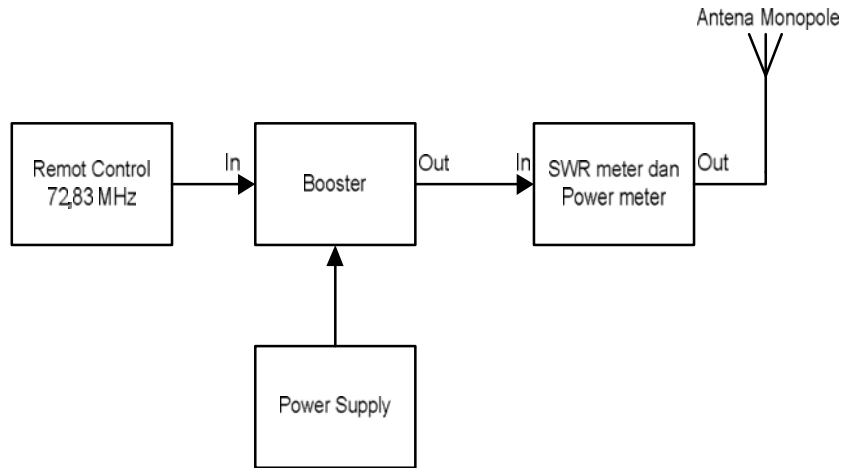 Antena Monopole
Remot Control
72,83 MHz
In
Booster
Out
In
SWR meter dan
Power meter
Out
Power Supply